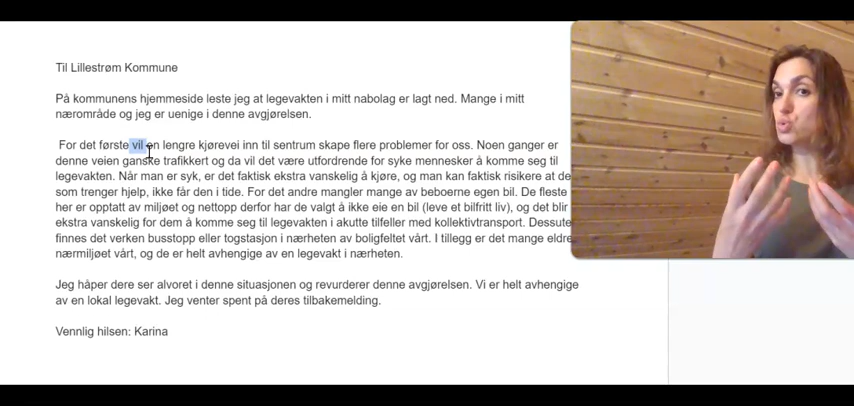 Til Lillestrøm Kommune
På kommunens hjemmeside leste jeg at legevakten i mitt nabolag er lagt ned. Mange i mitt
nærområde og jeg er uenige i denne avgjørelsen.
For det første vil en lengre kjørevei inn til sentrum skape flere problemer for oss. Noen ganger er
denne veien ganske trafikkert og da vil det være utfordrende for syke mennesker å komme seg til
legevakten. Når man er syk, er det faktisk ekstra vanskelig å kjøre, og man kan faktisk risikere at de
som trenger hjelp, ikke får den i tide. For det andre mangler mange av beboerne egen bil. De fleste
her er opptatt av miljøet og nettopp derfor har de valgt å ikke eie en bil (leve et bilfritt liv), og det blir
ekstra vanskelig for dem å komme seg til legevakten i akutte tilfeller med kollektivtransport. Dessute
finnes det verken busstopp eller togstasjon i nærheten av boligfeltet vårt. I tillegg er det mange eldre
nærmiljøet vårt, og de er helt avhengige av en legevakt i nærheten.
Jeg håper dere ser alvoret i denne situasjonen og revurderer denne avgjørelsen. Vi er helt avhengige
av en lokal legevakt. Jeg venter spent på deres tilbakemelding.
Vennlig hilsen: Karina